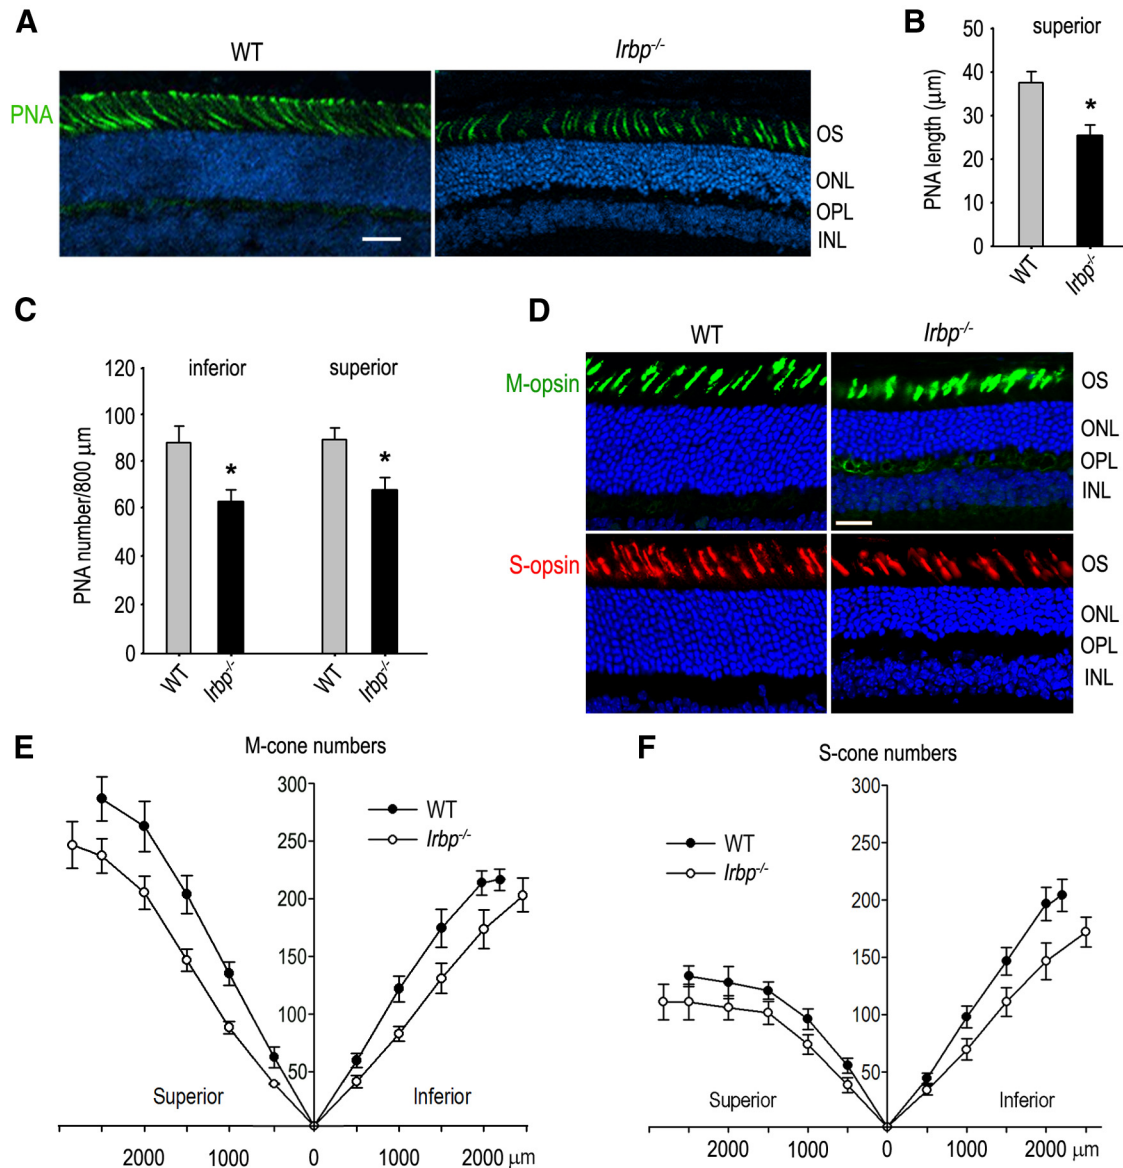 A
WT
Irbp-/-
PNA
OS
ONL
OPL
INL
B
superior
PNA length (μm)
50
40
30
20
10
0
WT
*
Irbp-/-
C
PNA number/800 μm
120
100
80
60
40
20
0
inferior
superior
*
*
WT
Irbp-/-
WT
Irbp-/-
D
WT
Irbp-/-
M-opsin
OS
ONL
OPL
INL
S-opsin
OS
ONL
OPL
INL
E
M-cone numbers
300
250
200
150
100
50
WT
Irbp-/-
Superior
Inferior
2000 1000 0 1000 2000 μm
F
S-cone numbers
300
250
200
150
100
50
WT
Irbp-/-
Superior
Inferior
2000 1000 0 1000 2000 μm